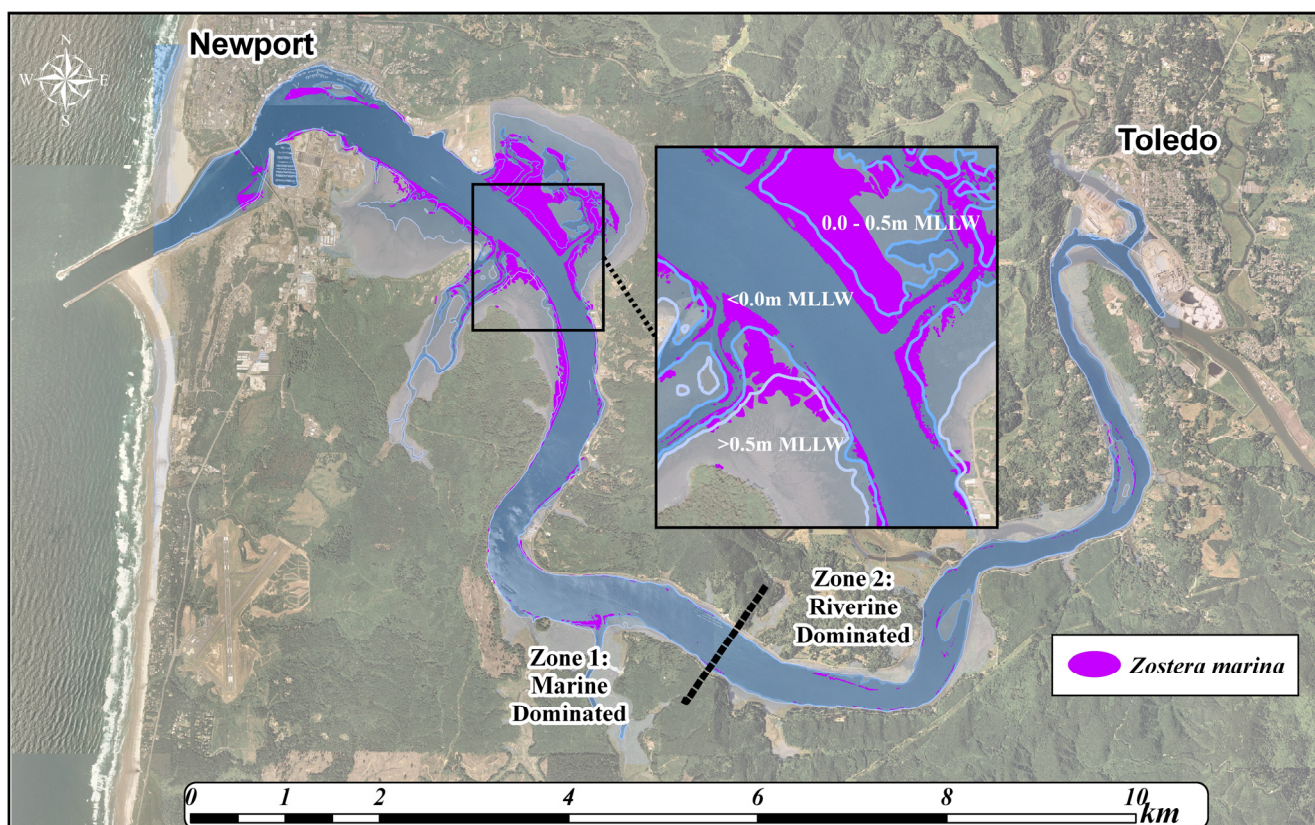 Newport
N
W E
S
Toledo
0.0 - 0.5m MLLW
<0.0m MLLW
>0.5m MLLW
Zone 2:
Riverine
Dominated
Zone 1:
Marine
Dominated
Zostera marina
0 1 2 4 6 8 10
km